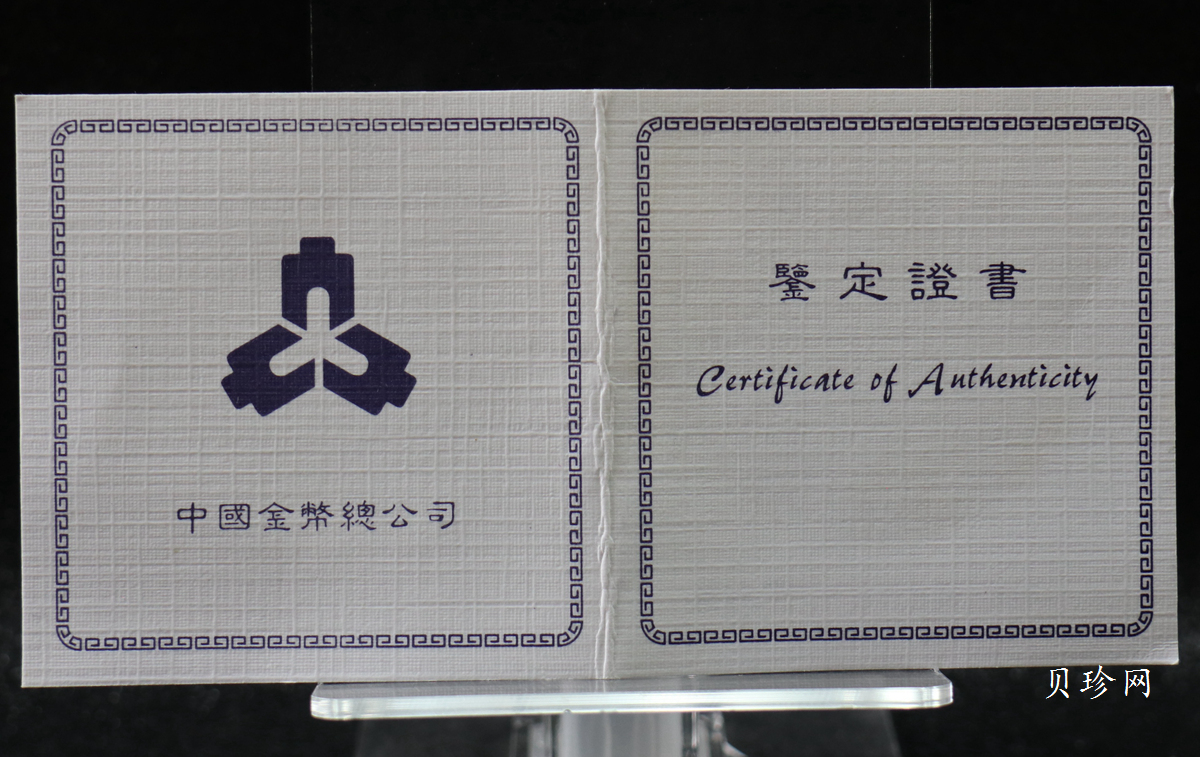 中國金幣總公司
鑒定證書
Certificate of Authenticity
贝珍网